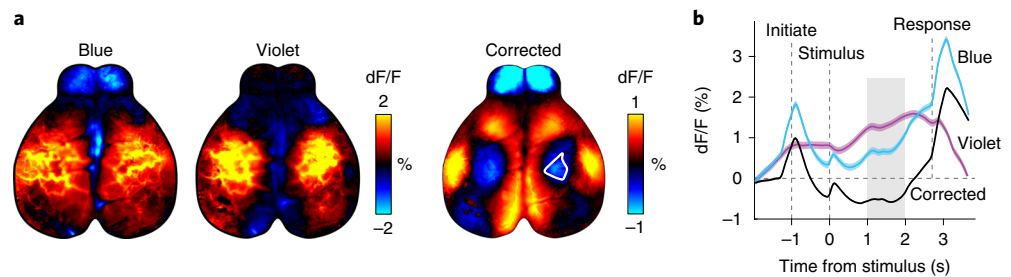 a
Blue
Violet
Corrected
dF/F
2
%
−2
dF/F
1
%
−1
b
Initiate
Stimulus
Response
Blue
Violet
Corrected
dF/F (%)
3
2
1
0
−1
−1 0 1 2 3
Time from stimulus (s)